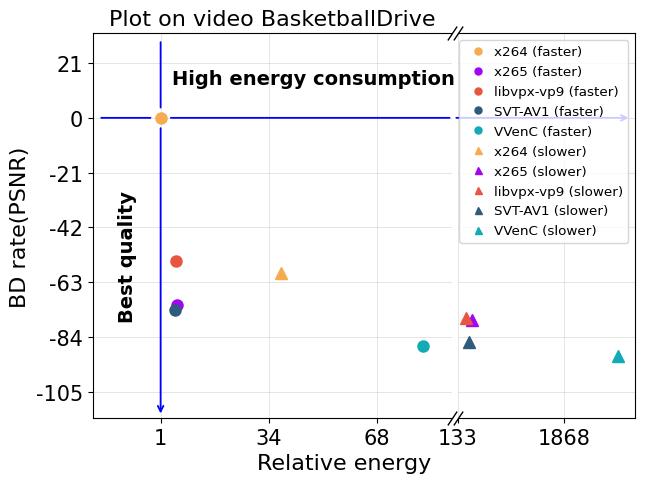 Plot on video BasketballDrive
High energy consumption
Best quality
x264 (faster)
x265 (faster)
libvpx-vp9 (faster)
SVT-AV1 (faster)
VVenC (faster)
x264 (slower)
x265 (slower)
libvpx-vp9 (slower)
SVT-AV1 (slower)
VVenC (slower)
BD rate(PSNR)
21
0
-21
-42
-63
-84
-105
1 34 68 133 1868
Relative energy